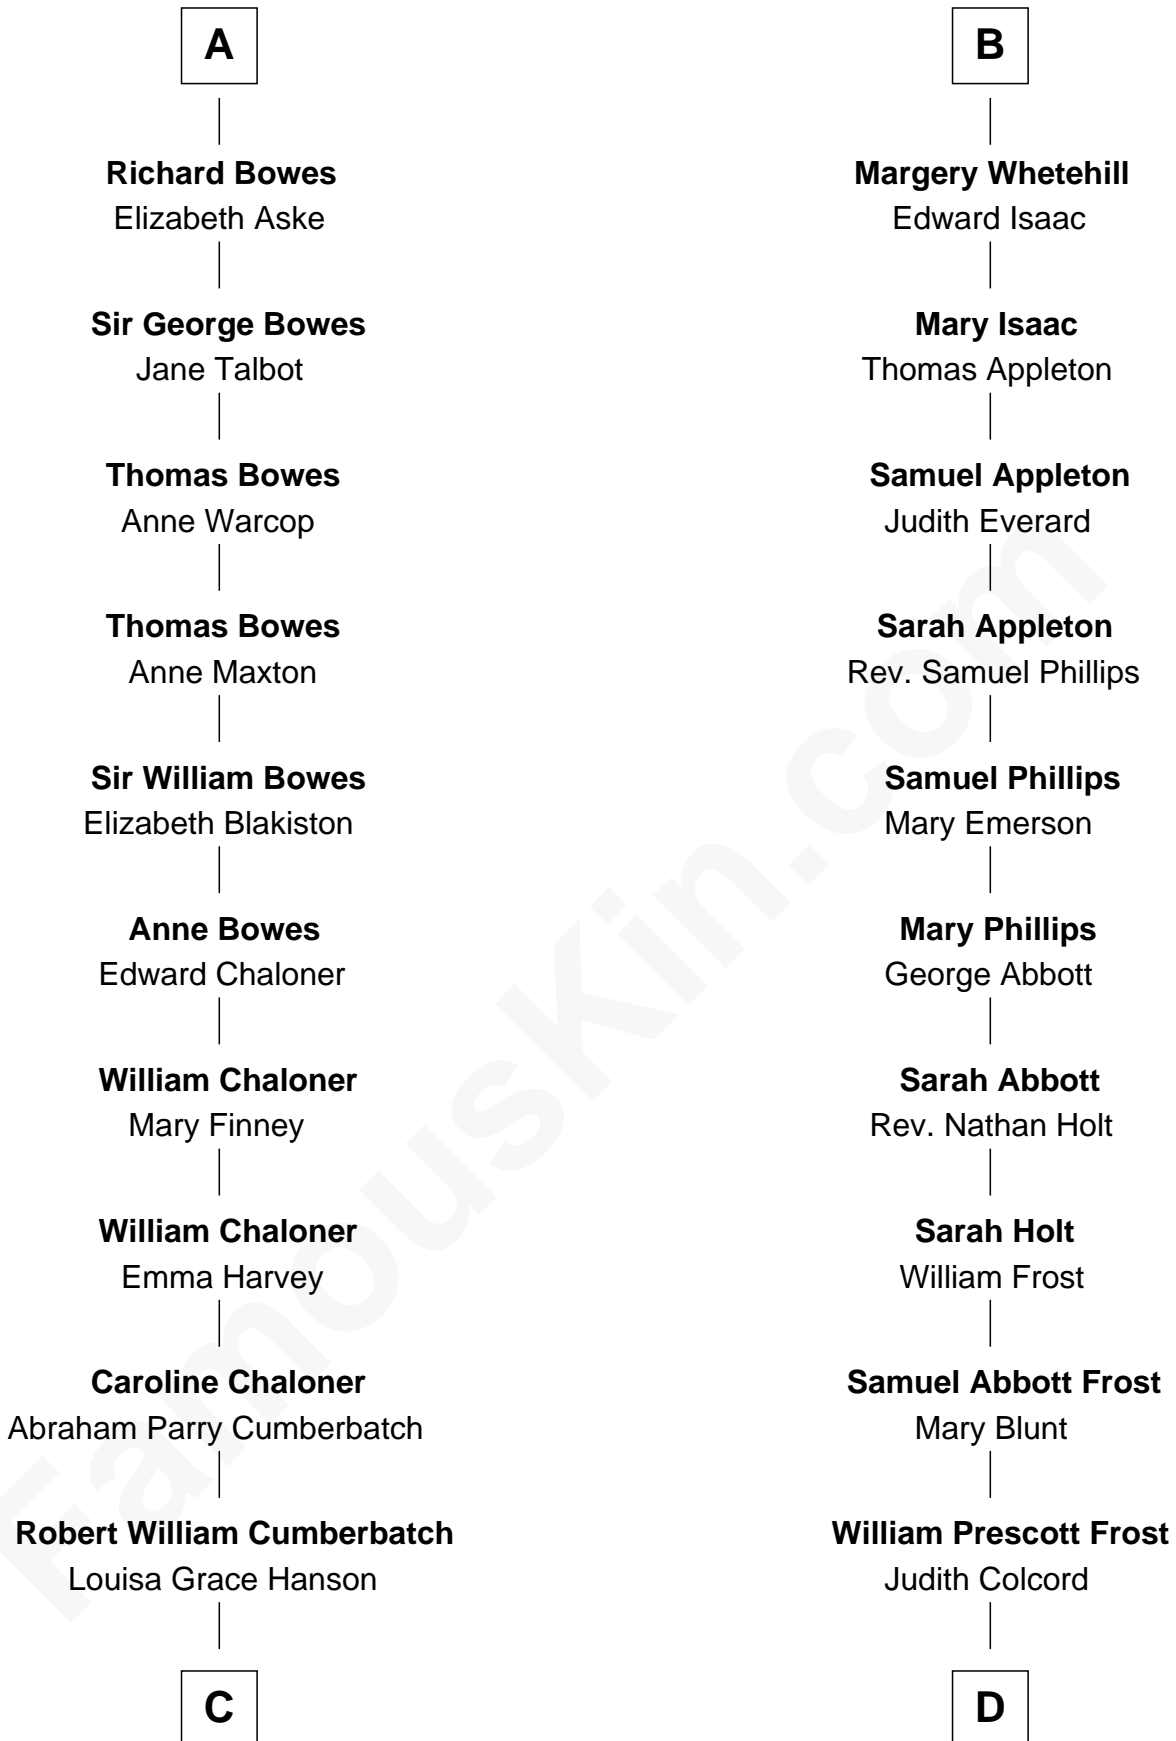 A
Richard Bowes
Elizabeth Aske
Sir George Bowes
Jane Talbot
Thomas Bowes
Anne Warcop
Thomas Bowes
Anne Maxton
Sir William Bowes
Elizabeth Blakiston
Anne Bowes
Edward Chaloner
William Chaloner
Mary Finney
William Chaloner
Emma Harvey
Caroline Chaloner
Abraham Parry Cumberbatch
Robert William Cumberbatch
Louisa Grace Hanson
C
B
Margery Whetehill
Edward Isaac
Mary Isaac
Thomas Appleton
Samuel Appleton
Judith Everard
Sarah Appleton
Rev. Samuel Phillips
Samuel Phillips
Mary Emerson
Mary Phillips
George Abbott
Sarah Abbott
Rev. Nathan Holt
Sarah Holt
William Frost
Samuel Abbott Frost
Mary Blunt
William Prescott Frost
Judith Colcord
D
FamousKin.com